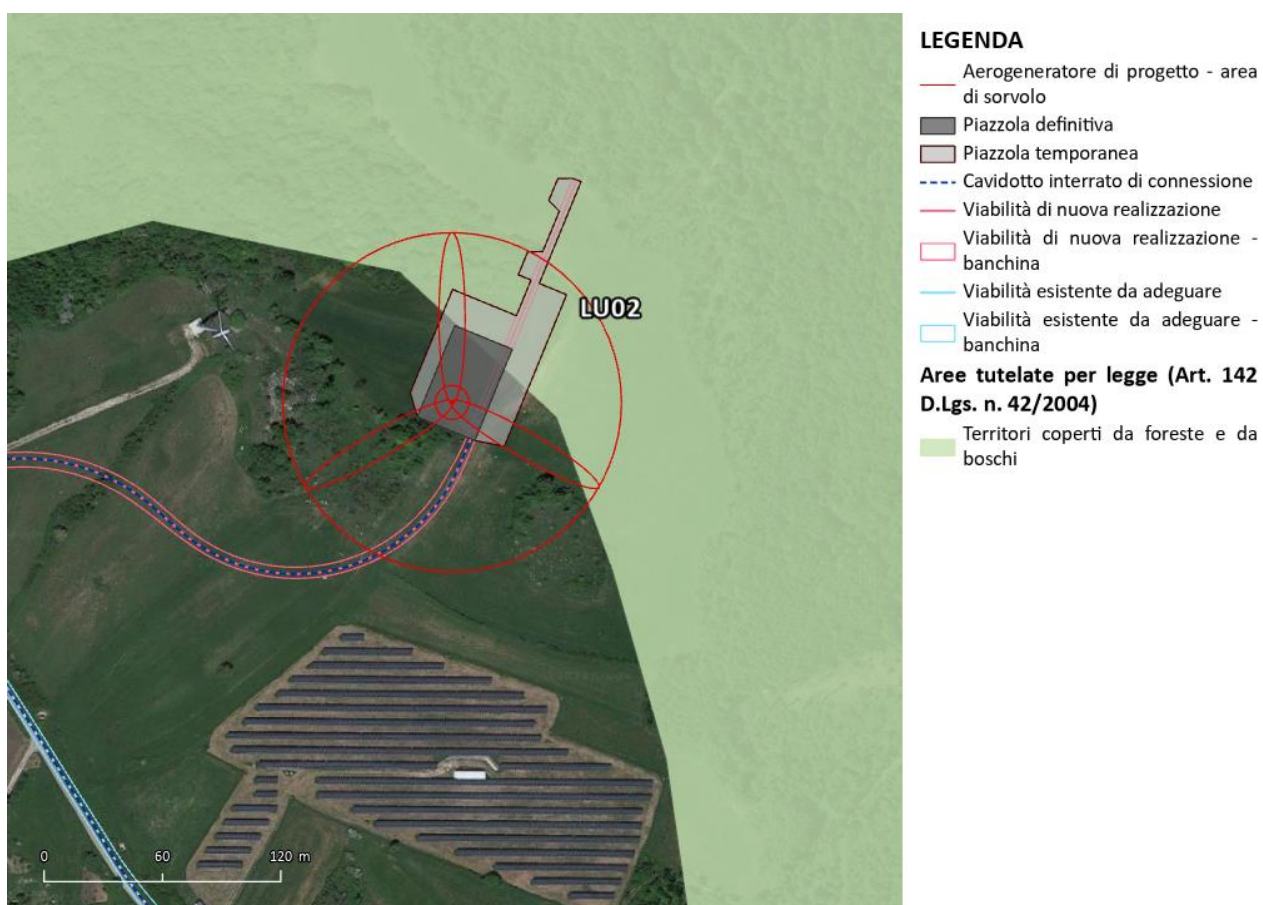 LU02
0 60 120 m
LEGENDA
Aerogeneratore di progetto - area
di sorvolo
Piazzola definitiva
Piazzola temporanea
Cavidotto interrato di connessione
Viabilità di nuova realizzazione
Viabilità di nuova realizzazione -
banchina
Viabilità esistente da adeguare
Viabilità esistente da adeguare -
banchina
Aree tutelate per legge (Art. 142
D.Lgs. n. 42/2004)
Territori coperti da foreste e da
boschi